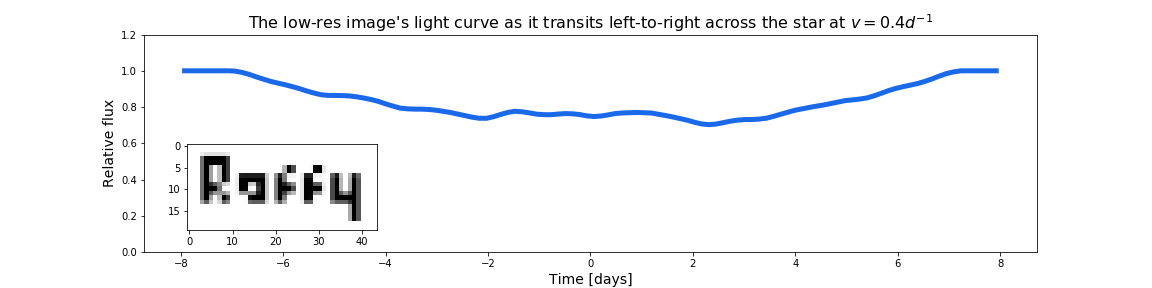 The low-res image's light curve as it transits left-to-right across the star at v = 0.4d⁻¹
Relative flux
1.2
1.0
0.8
0.6
0.4
0.2
0.0
0
5
10
15
0 10 20 30 40
−8 −6 −4 −2 0 2 4 6 8
Time [days]